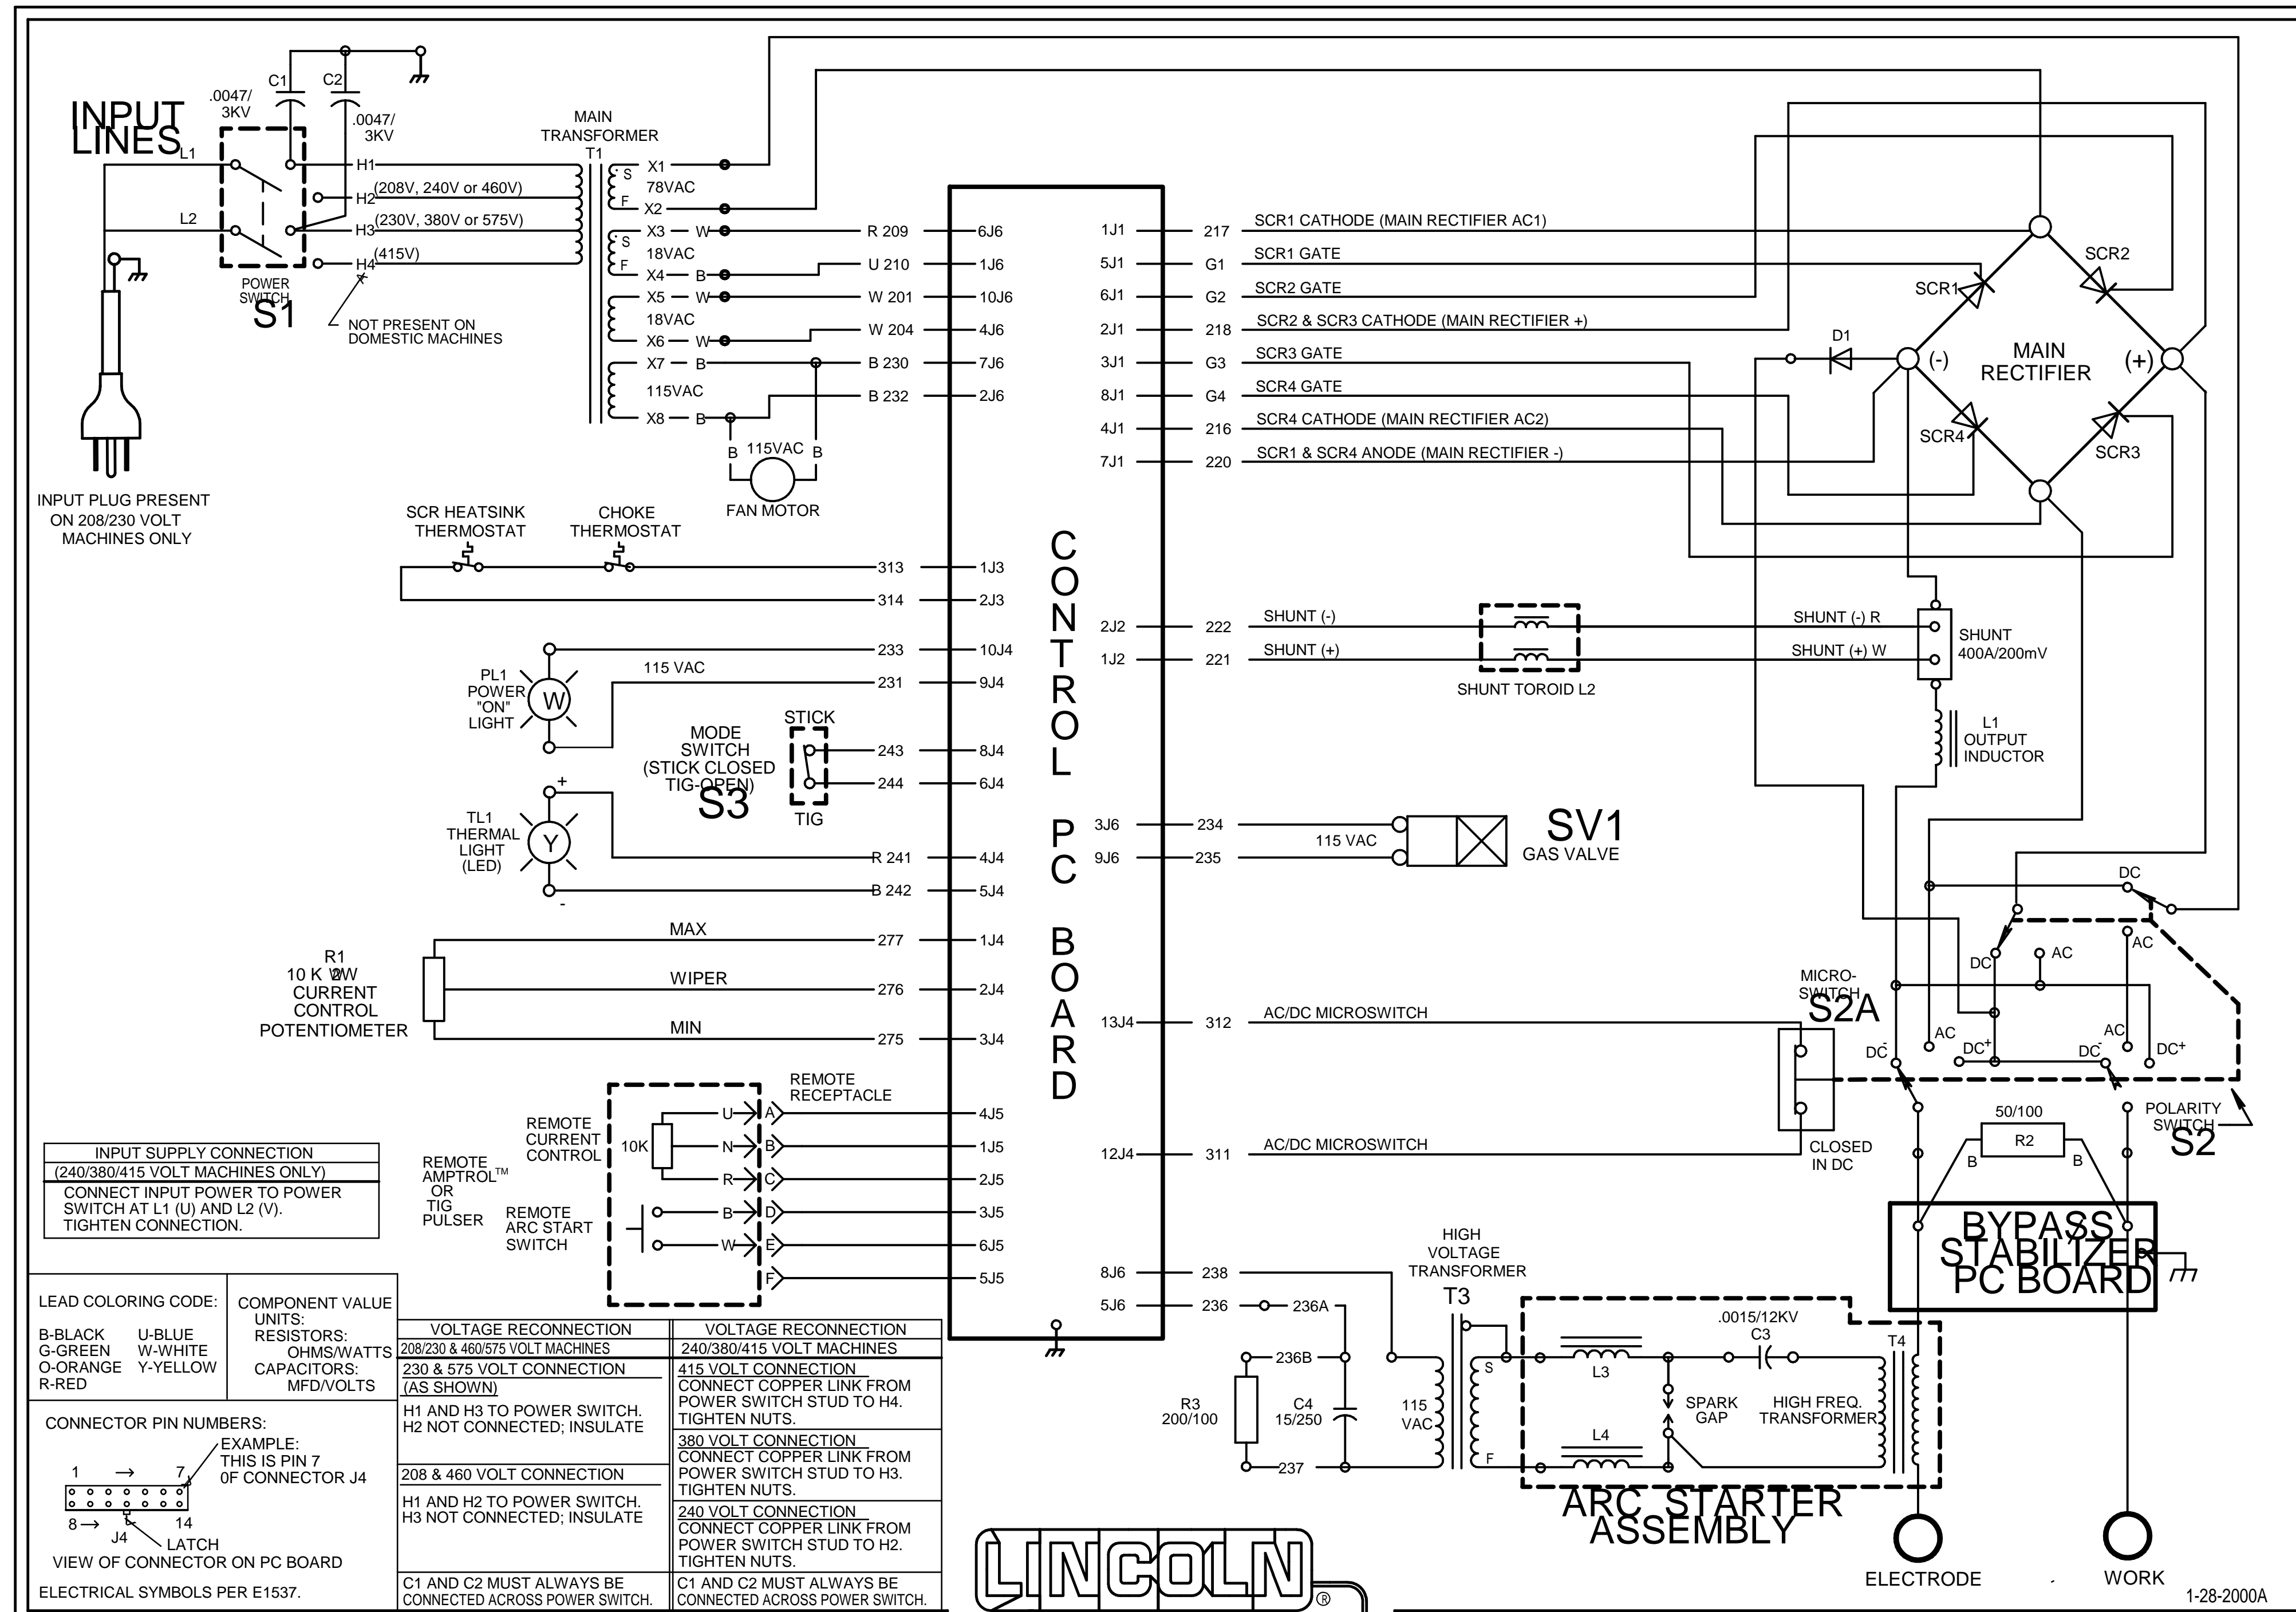 INPUT
LINES
C1
C2
.0047/
3KV
.0047/
3KV
L1
L2
H1
H2
(208V, 240V or 460V)
H3
(230V, 380V or 575V)
H4
(415V)
POWER
SWITCH
S1
NOT PRESENT ON
DOMESTIC MACHINES
INPUT PLUG PRESENT
ON 208/230 VOLT
MACHINES ONLY
MAIN
TRANSFORMER
T1
S
F
X1
78VAC
X2
S
F
X3 W
18VAC
X4 B
X5 W
18VAC
X6 W
X7 B
115VAC
X8 B
B 115VAC B
FAN MOTOR
R 209
U 210
W 201
W 204
B 230
B 232
6J6
1J6
10J6
4J6
7J6
2J6
SCR HEATSINK
THERMOSTAT
CHOKE
THERMOSTAT
313
314
1J3
2J3
PL1
POWER
"ON"
LIGHT
W
115 VAC
233
231
10J4
9J4
MODE
SWITCH
(STICK CLOSED
TIG-OPEN)
S3
STICK
TIG
243
244
8J4
6J4
TL1
THERMAL
LIGHT
(LED)
Y
+
-
R 241
B 242
4J4
5J4
R1
10 K 2W
CURRENT
CONTROL
POTENTIOMETER
MAX
WIPER
MIN
277
276
275
1J4
2J4
3J4
REMOTE
RECEPTACLE
REMOTE
CURRENT
CONTROL
10K
REMOTE
AMPTROL™
OR
TIG
PULSER
REMOTE
ARC START
SWITCH
U A
N B
R C
B D
W E
F
4J5
1J5
2J5
3J5
6J5
5J5
CONTROL PC BOARD
1J1 217 SCR1 CATHODE (MAIN RECTIFIER AC1)
5J1 G1 SCR1 GATE
6J1 G2 SCR2 GATE
2J1 218 SCR2 & SCR3 CATHODE (MAIN RECTIFIER +)
3J1 G3 SCR3 GATE
8J1 G4 SCR4 GATE
4J1 216 SCR4 CATHODE (MAIN RECTIFIER AC2)
7J1 220 SCR1 & SCR4 ANODE (MAIN RECTIFIER -)
SCR1
SCR2
SCR4
SCR3
D1
(-)
MAIN
RECTIFIER
(+)
2J2 222 SHUNT (-)
1J2 221 SHUNT (+)
SHUNT TOROID L2
SHUNT (-) R
SHUNT (+) W
SHUNT
400A/200mV
L1
OUTPUT
INDUCTOR
3J6 234
9J6 235
115 VAC
SV1
GAS VALVE
13J4 312 AC/DC MICROSWITCH
12J4 311 AC/DC MICROSWITCH
MICRO-
SWITCH
S2A
CLOSED
IN DC
DC
DC
AC
AC
DC-
AC
DC+
DC-
AC
DC+
POLARITY
SWITCH
S2
50/100
R2
B
B
BYPASS
STABILIZER
PC BOARD
8J6 238
5J6 236
236A
236B
237
R3
200/100
C4
15/250
HIGH
VOLTAGE
TRANSFORMER
T3
115
VAC
S
F
L3
L4
.0015/12KV
C3
SPARK
GAP
HIGH FREQ.
TRANSFORMER
T4
ARC STARTER
ASSEMBLY
ELECTRODE
WORK
1-28-2000A
INPUT SUPPLY CONNECTION
(240/380/415 VOLT MACHINES ONLY)
CONNECT INPUT POWER TO POWER
SWITCH AT L1 (U) AND L2 (V).
TIGHTEN CONNECTION.
LEAD COLORING CODE:
B-BLACK U-BLUE
G-GREEN W-WHITE
O-ORANGE Y-YELLOW
R-RED
COMPONENT VALUE
UNITS:
RESISTORS:
OHMS/WATTS
CAPACITORS:
MFD/VOLTS
CONNECTOR PIN NUMBERS:
EXAMPLE:
THIS IS PIN 7
0F CONNECTOR J4
1 → 7
8 → 14
J4
LATCH
VIEW OF CONNECTOR ON PC BOARD
ELECTRICAL SYMBOLS PER E1537.
VOLTAGE RECONNECTION
208/230 & 460/575 VOLT MACHINES
230 & 575 VOLT CONNECTION
(AS SHOWN)
H1 AND H3 TO POWER SWITCH.
H2 NOT CONNECTED; INSULATE
208 & 460 VOLT CONNECTION
H1 AND H2 TO POWER SWITCH.
H3 NOT CONNECTED; INSULATE
C1 AND C2 MUST ALWAYS BE
CONNECTED ACROSS POWER SWITCH.
VOLTAGE RECONNECTION
240/380/415 VOLT MACHINES
415 VOLT CONNECTION
CONNECT COPPER LINK FROM
POWER SWITCH STUD TO H4.
TIGHTEN NUTS.
380 VOLT CONNECTION
CONNECT COPPER LINK FROM
POWER SWITCH STUD TO H3.
TIGHTEN NUTS.
240 VOLT CONNECTION
CONNECT COPPER LINK FROM
POWER SWITCH STUD TO H2.
TIGHTEN NUTS.
C1 AND C2 MUST ALWAYS BE
CONNECTED ACROSS POWER SWITCH.
LINCOLN
®